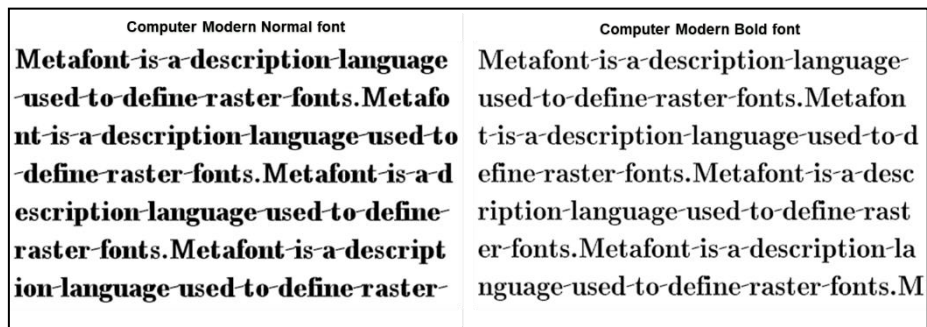 Computer Modern Normal font
Metafont-is-a-description-language
-used-to-define-raster-fonts.Metafo
nt-is-a-description-language-used-to
-define-raster-fonts.Metafont-is-a-d
escription-language-used-to-define-
raster-fonts.Metafont-is-a-descript
ion-language-used-to-define-raster-
Computer Modern Bold font
Metafont-is-a-description-language-
used-to-define-raster-fonts.Metafon
t-is-a-description-language-used-to-d
efine-raster-fonts.Metafont-is-a-desc
ription-language-used-to-define-rast
er-fonts.Metafont-is-a-description-la
nguage-used-to-define-raster-fonts.M